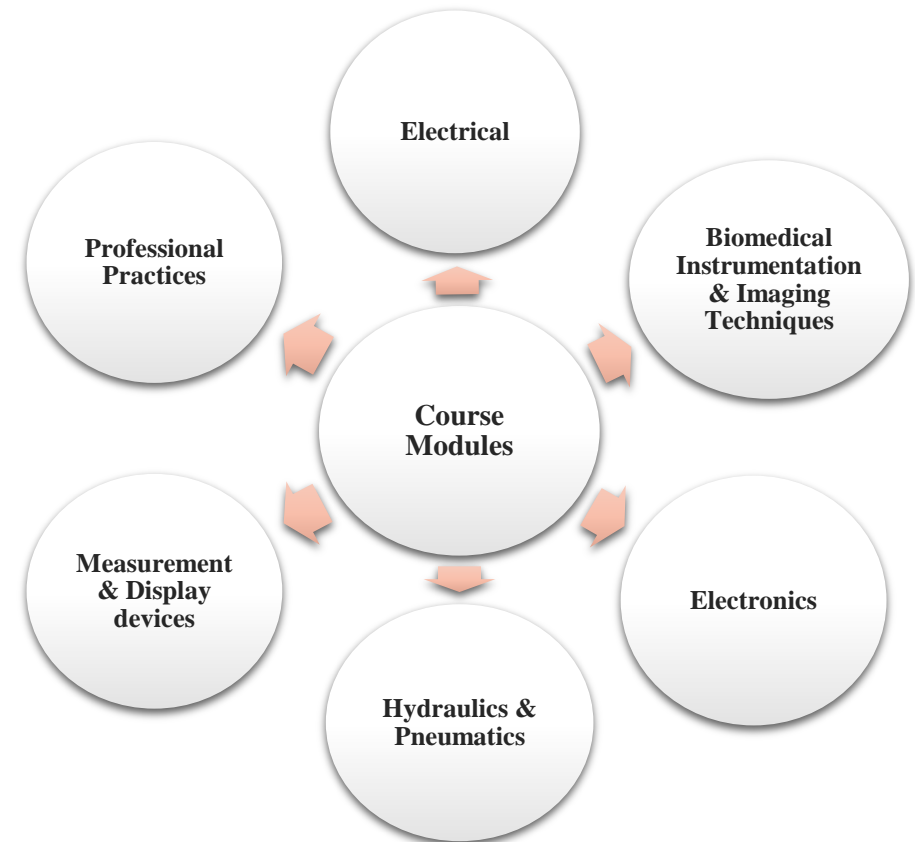 Electrical
Professional
Practices
Biomedical
Instrumentation
& Imaging
Techniques
Course
Modules
Measurement
& Display
devices
Electronics
Hydraulics &
Pneumatics